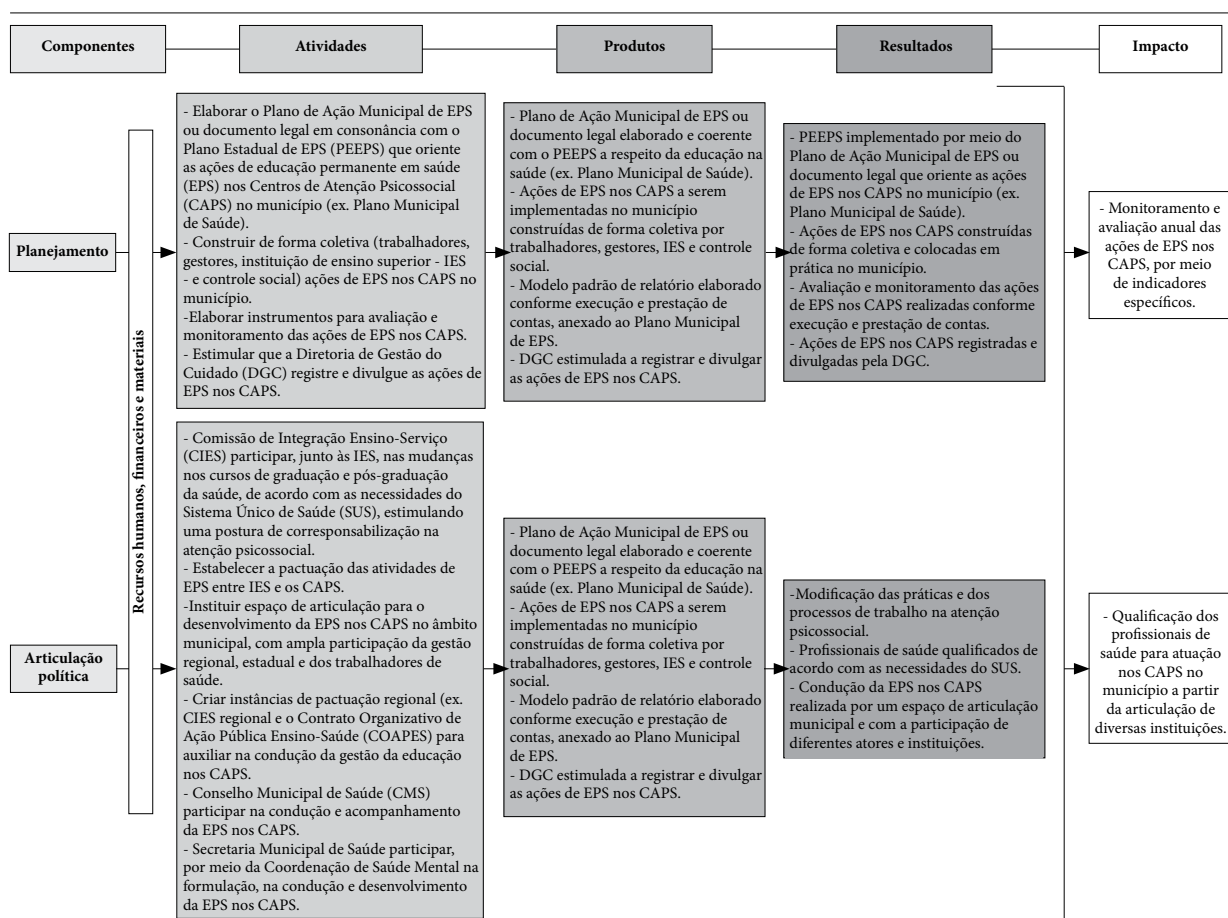 Componentes
Atividades
Produtos
Resultados
Impacto
Planejamento
Recursos humanos, financeiros e materiais
- Elaborar o Plano de Ação Municipal de EPS
ou documento legal em consonância com o
Plano Estadual de EPS (PEEPS) que oriente
as ações de educação permanente em saúde
(EPS) nos Centros de Atenção Psicossocial
(CAPS) no município (ex. Plano Municipal
de Saúde).
- Construir de forma coletiva (trabalhadores,
gestores, instituição de ensino superior - IES
- e controle social) ações de EPS nos CAPS no
município.
-Elaborar instrumentos para avaliação e
monitoramento das ações de EPS nos CAPS.
- Estimular que a Diretoria de Gestão do
Cuidado (DGC) registre e divulgue as ações de
EPS nos CAPS.
- Plano de Ação Municipal de EPS ou
documento legal elaborado e coerente
com o PEEPS a respeito da educação na
saúde (ex. Plano Municipal de Saúde).
- Ações de EPS nos CAPS a serem
implementadas no município
construídas de forma coletiva por
trabalhadores, gestores, IES e controle
social.
- Modelo padrão de relatório elaborado
conforme execução e prestação de
contas, anexado ao Plano Municipal
de EPS.
- DGC estimulada a registrar e divulgar
as ações de EPS nos CAPS.
- PEEPS implementado por meio do
Plano de Ação Municipal de EPS ou
documento legal que oriente as ações
de EPS nos CAPS no município (ex.
Plano Municipal de Saúde).
- Ações de EPS nos CAPS construídas
de forma coletiva e colocadas em
prática no município.
- Avaliação e monitoramento das ações
de EPS nos CAPS realizadas conforme
execução e prestação de contas.
- Ações de EPS nos CAPS registradas e
divulgadas pela DGC.
- Monitoramento e
avaliação anual das
ações de EPS nos
CAPS, por meio
de indicadores
específicos.
Articulação
política
- Comissão de Integração Ensino-Serviço
(CIES) participar, junto às IES, nas mudanças
nos cursos de graduação e pós-graduação
da saúde, de acordo com as necessidades do
Sistema Único de Saúde (SUS), estimulando
uma postura de corresponsabilização na
atenção psicossocial.
- Estabelecer a pactuação das atividades de
EPS entre IES e os CAPS.
-Instituir espaço de articulação para o
desenvolvimento da EPS nos CAPS no âmbito
municipal, com ampla participação da gestão
regional, estadual e dos trabalhadores de
saúde.
- Criar instâncias de pactuação regional (ex.
CIES regional e o Contrato Organizativo de
Ação Pública Ensino-Saúde (COAPES) para
auxiliar na condução da gestão da educação
nos CAPS.
- Conselho Municipal de Saúde (CMS)
participar na condução e acompanhamento
da EPS nos CAPS.
- Secretaria Municipal de Saúde participar,
por meio da Coordenação de Saúde Mental na
formulação, na condução e desenvolvimento
da EPS nos CAPS.
- Plano de Ação Municipal de EPS ou
documento legal elaborado e coerente
com o PEEPS a respeito da educação na
saúde (ex. Plano Municipal de Saúde).
- Ações de EPS nos CAPS a serem
implementadas no município
construídas de forma coletiva por
trabalhadores, gestores, IES e controle
social.
- Modelo padrão de relatório elaborado
conforme execução e prestação de
contas, anexado ao Plano Municipal
de EPS.
- DGC estimulada a registrar e divulgar
as ações de EPS nos CAPS.
-Modificação das práticas e dos
processos de trabalho na atenção
psicossocial.
- Profissionais de saúde qualificados de
acordo com as necessidades do SUS.
- Condução da EPS nos CAPS
realizada por um espaço de articulação
municipal e com a participação de
diferentes atores e instituições.
- Qualificação dos
profissionais de
saúde para atuação
nos CAPS no
município a partir
da articulação de
diversas instituições.